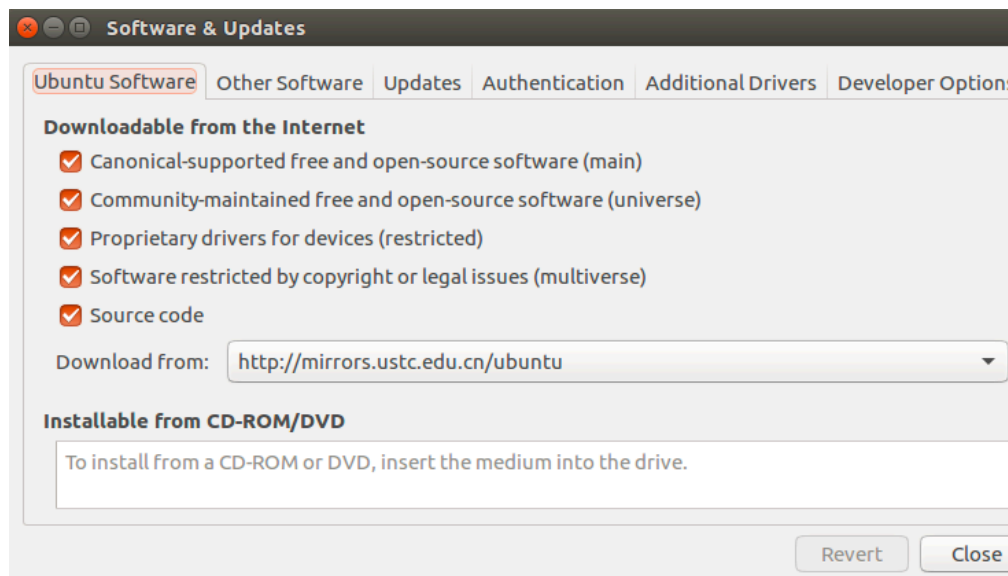 Software & Updates
Ubuntu Software Other Software Updates Authentication Additional Drivers Developer Options
Downloadable from the Internet
Canonical-supported free and open-source software (main)
Community-maintained free and open-source software (universe)
Proprietary drivers for devices (restricted)
Software restricted by copyright or legal issues (multiverse)
Source code
Download from: http://mirrors.ustc.edu.cn/ubuntu
Installable from CD-ROM/DVD
To install from a CD-ROM or DVD, insert the medium into the drive.
Revert Close